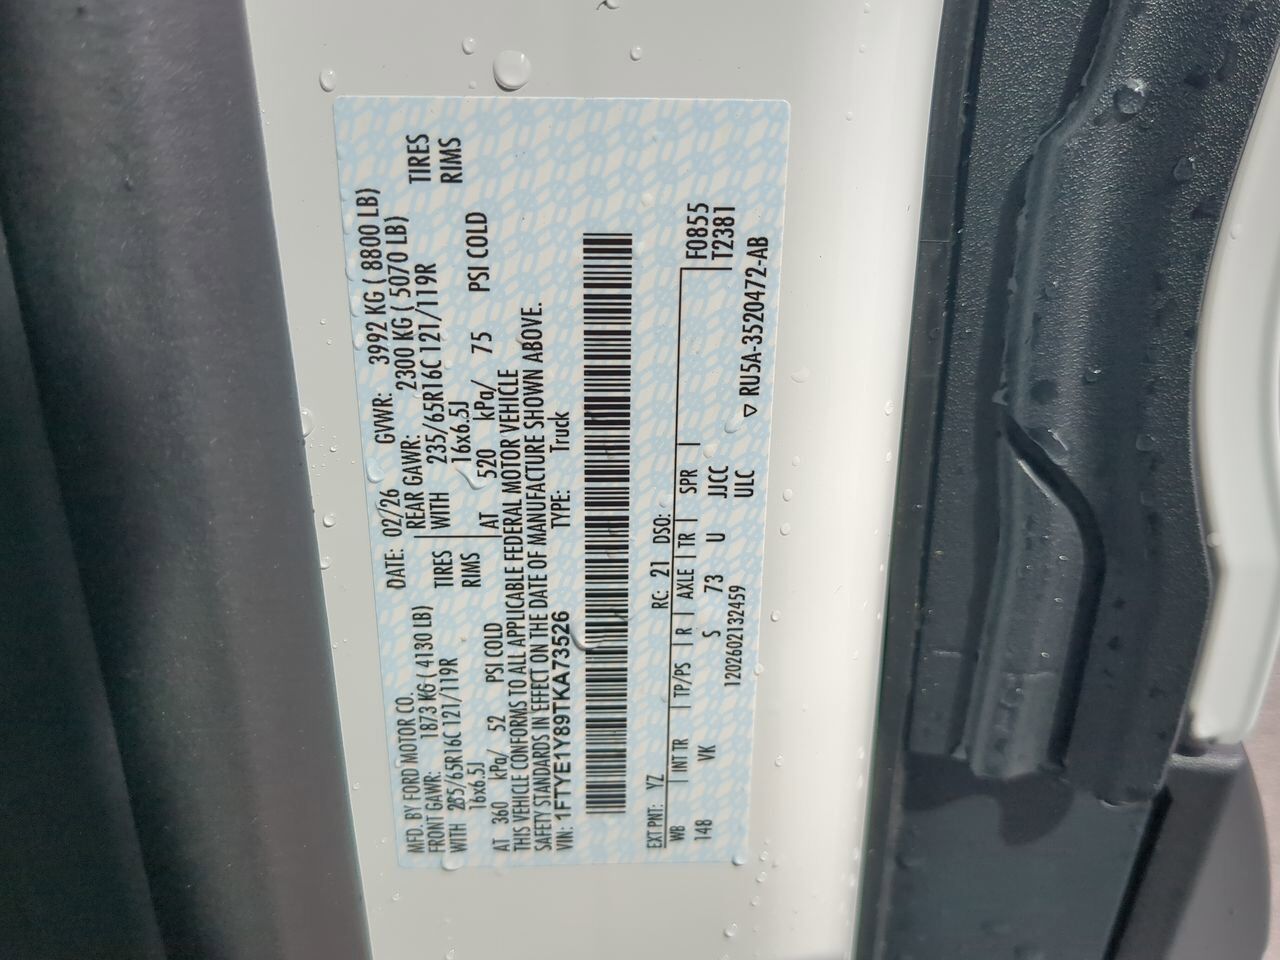 MFD. BY FORD MOTOR CO.
DATE: 02/26 GVWR: 3992 KG ( 8800 LB)
FRONT GAWR: 1873 KG ( 4130 LB)
REAR GAWR: 2300 KG ( 5070 LB)
WITH 235/65R16C 121/119R TIRES
WITH 235/65R16C 121/119R TIRES
16x6.5J RIMS
16x6.5J RIMS
AT 360 kPa/ 52 PSI COLD
AT 520 kPa/ 75 PSI COLD
THIS VEHICLE CONFORMS TO ALL APPLICABLE FEDERAL MOTOR VEHICLE
SAFETY STANDARDS IN EFFECT ON THE DATE OF MANUFACTURE SHOWN ABOVE.
VIN: 1FTYE1Y89TKA73526 TYPE: Truck
EXT PNT: YZ RC: 21 DSO: F0855
WB INT TR TP/PS R AXLE TR SPR T2381
148 VK S 73 U JJCC
1202602132459 ULC
▽ RU5A-3520472-AB